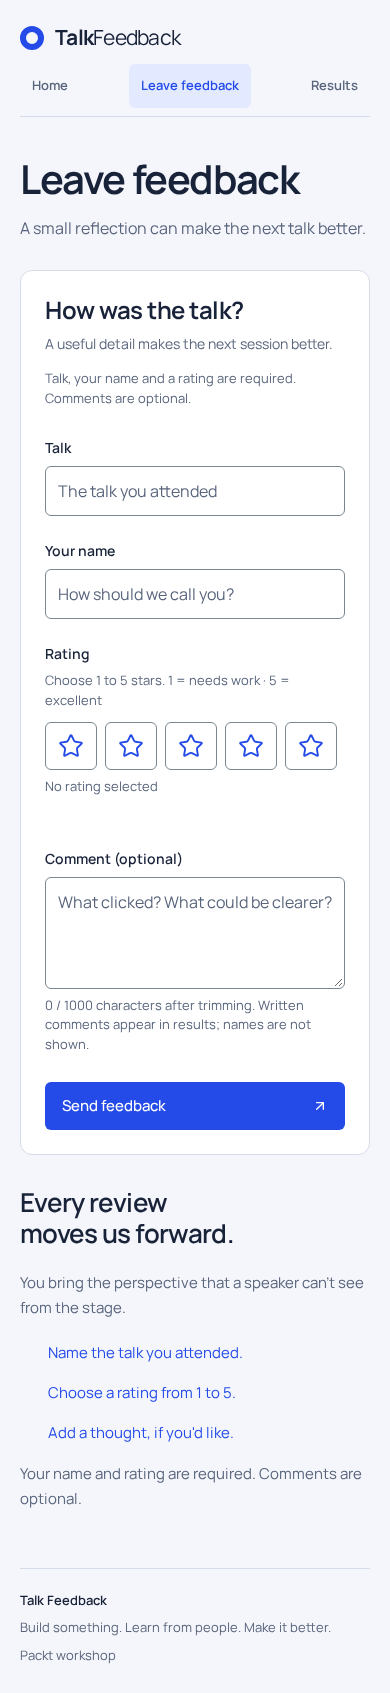 TalkFeedback
Home
Leave feedback
Results
Leave feedback
A small reflection can make the next talk better.
How was the talk?
A useful detail makes the next session better.
Talk, your name and a rating are required.
Comments are optional.
Talk
The talk you attended
Your name
How should we call you?
Rating
Choose 1 to 5 stars. 1 = needs work · 5 =
excellent
No rating selected
Comment (optional)
What clicked? What could be clearer?
0 / 1000 characters after trimming. Written
comments appear in results; names are not
shown.
Send feedback
Every review
moves us forward.
You bring the perspective that a speaker can't see
from the stage.
Name the talk you attended.
Choose a rating from 1 to 5.
Add a thought, if you'd like.
Your name and rating are required. Comments are
optional.
Talk Feedback
Build something. Learn from people. Make it better.
Packt workshop